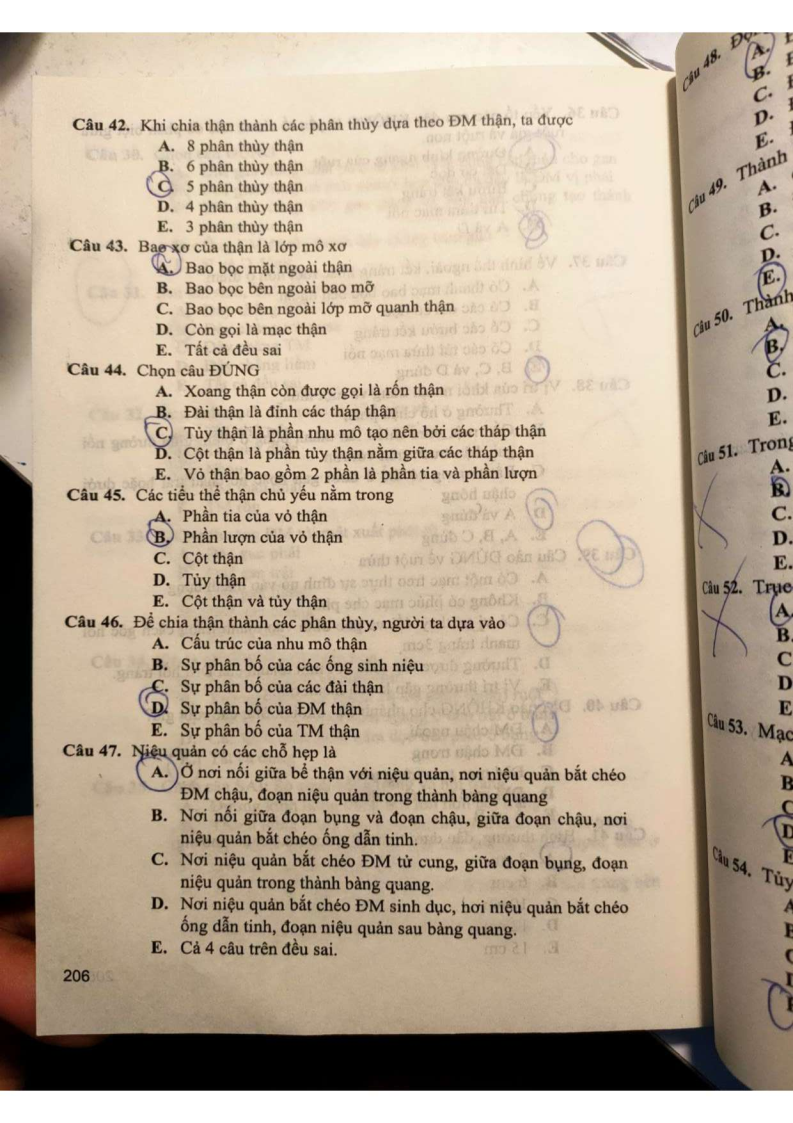 Câu 42. Khi chia thận thành các phân thùy dựa theo ĐM thận, ta được
A. 8 phân thùy thận
B. 6 phân thùy thận
C. 5 phân thùy thận
D. 4 phân thùy thận
E. 3 phân thùy thận
Câu 43. Bao xơ của thận là lớp mô xơ
A. Bao bọc mặt ngoài thận
B. Bao bọc bên ngoài bao mỡ
C. Bao bọc bên ngoài lớp mỡ quanh thận
D. Còn gọi là mạc thận
E. Tất cả đều sai
Câu 44. Chọn câu ĐÚNG
A. Xoang thận còn được gọi là rốn thận
B. Đài thận là đỉnh các tháp thận
C. Tủy thận là phần nhu mô tạo nên bởi các tháp thận
D. Cột thận là phần tủy thận nằm giữa các tháp thận
E. Vỏ thận bao gồm 2 phần là phần tia và phần lượn
Câu 45. Các tiểu thể thận chủ yếu nằm trong
A. Phần tia của vỏ thận
B. Phần lượn của vỏ thận
C. Cột thận
D. Tủy thận
E. Cột thận và tủy thận
Câu 46. Để chia thận thành các phân thùy, người ta dựa vào
A. Cấu trúc của nhu mô thận
B. Sự phân bố của các ống sinh niệu
C. Sự phân bố của các đài thận
D. Sự phân bố của ĐM thận
E. Sự phân bố của TM thận
Câu 47. Niệu quản có các chỗ hẹp là
A. Ở nơi nối giữa bể thận với niệu quản, nơi niệu quản bắt chéo
ĐM chậu, đoạn niệu quản trong thành bàng quang
B. Nơi nối giữa đoạn bụng và đoạn chậu, giữa đoạn chậu, nơi
niệu quản bắt chéo ống dẫn tinh.
C. Nơi niệu quản bắt chéo ĐM tử cung, giữa đoạn bụng, đoạn
niệu quản trong thành bàng quang.
D. Nơi niệu quản bắt chéo ĐM sinh dục, nơi niệu quản bắt chéo
ống dẫn tinh, đoạn niệu quản sau bàng quang.
E. Cả 4 câu trên đều sai.
206
Câu 48.
A.
B.
C.
D.
E.
Câu 49. Thành
A.
B.
C.
D.
E.
Câu 50. Thành
A.
B.
C.
D.
E.
Câu 51. Trong
A.
B.
C.
D.
E.
Câu 52.
A.
B.
C
D
E
Câu 53. Mạc
A
B
C
D
E
Câu 54. Tủy